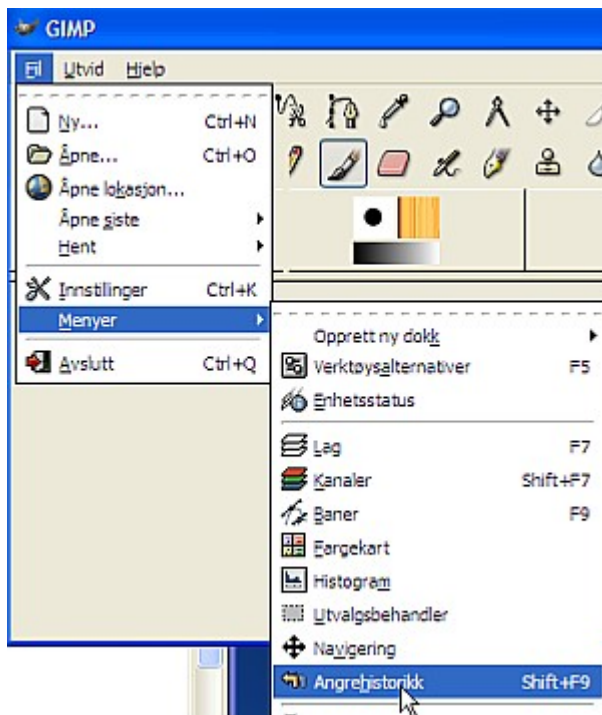 GIMP
Fil Utvid Hjelp
Ny... Ctrl+N
Åpne... Ctrl+O
Åpne lokasjon...
Åpne siste
Hent
Innstilinger Ctrl+K
Menyer
Avslutt Ctrl+Q
Opprett ny dokk
Verktøysalternativer F5
Enhetsstatus
Lag F7
Kanaler Shift+F7
Baner F9
Fargekart
Histogram
Utvalgsbehandler
Navigering
Angrehistorikk Shift+F9